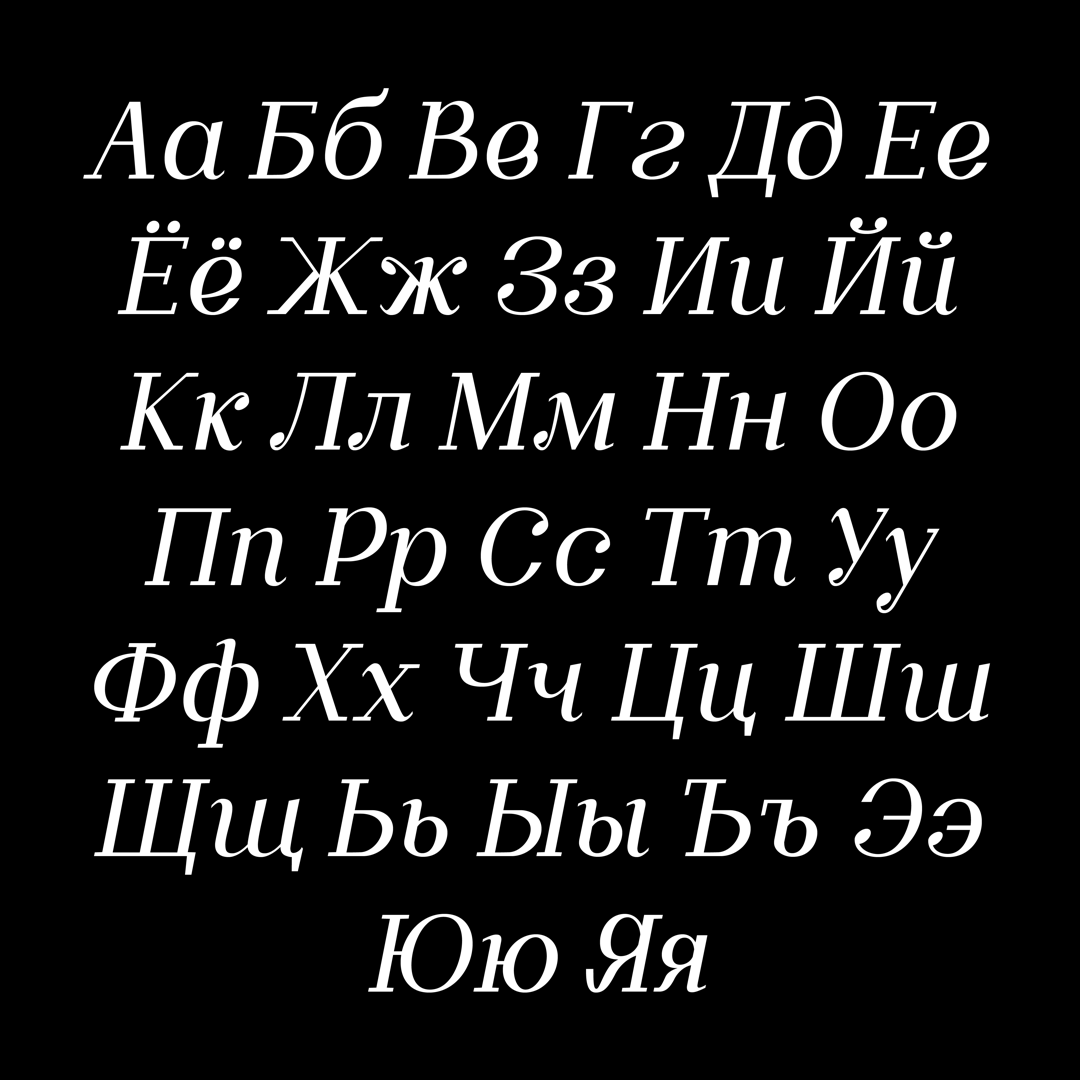 Аа Бб Вв Гг Дд Ее
Ёё Жж Зз Ии Йй
Кк Лл Мм Нн Оо
Пп Рр Сс Тт Уу
Фф Хх Чч Цц Шш
Щщ Ьь Ыы Ъъ Ээ
Юю Яя